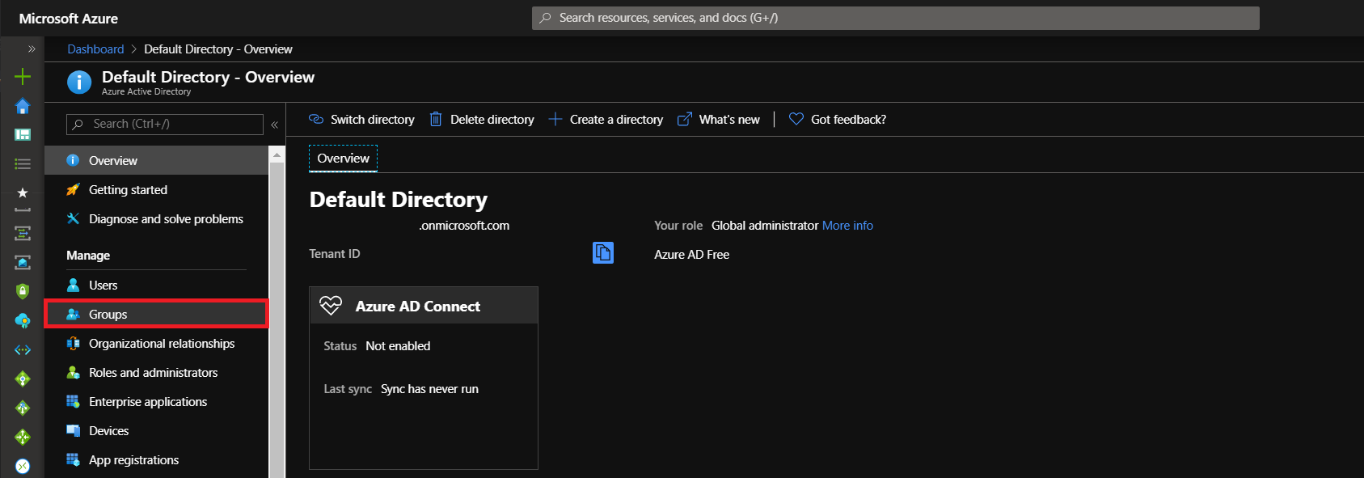 Microsoft Azure
Search resources, services, and docs (G+/)
Dashboard > Default Directory - Overview
Default Directory - Overview
Azure Active Directory
Search (Ctrl+/)
Overview
Getting started
Diagnose and solve problems
Manage
Users
Groups
Organizational relationships
Roles and administrators
Enterprise applications
Devices
App registrations
Switch directory Delete directory Create a directory What's new Got feedback?
Overview
Default Directory
.onmicrosoft.com Your role Global administrator More info
Tenant ID Azure AD Free
Azure AD Connect
Status Not enabled
Last sync Sync has never run